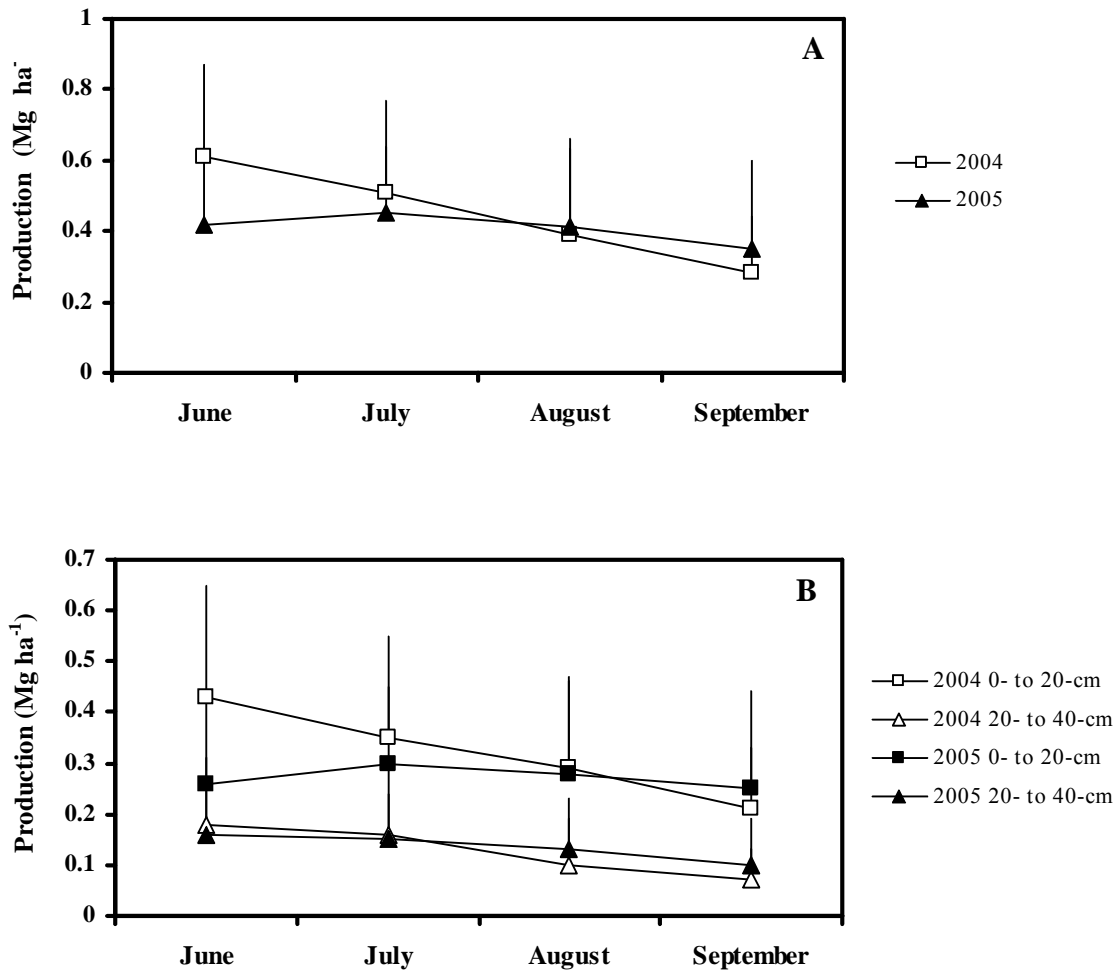 A
Production (Mg ha-
1
0.8
0.6
0.4
0.2
0
June July August September
2004
2005
B
Production (Mg ha-1)
0.7
0.6
0.5
0.4
0.3
0.2
0.1
0
June July August September
2004 0- to 20-cm
2004 20- to 40-cm
2005 0- to 20-cm
2005 20- to 40-cm